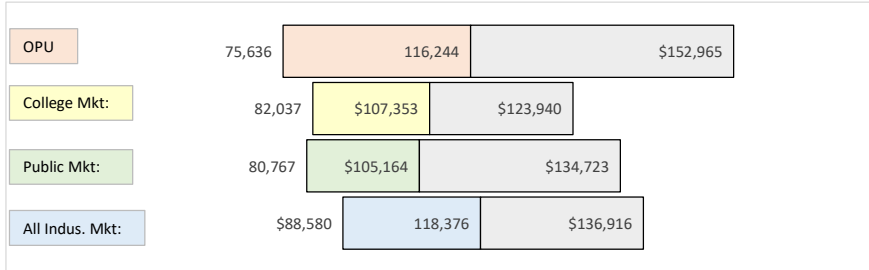 OPU
75,636 116,244 $152,965
College Mkt:
82,037 $107,353 $123,940
Public Mkt:
80,767 $105,164 $134,723
All Indus. Mkt:
$88,580 118,376 $136,916